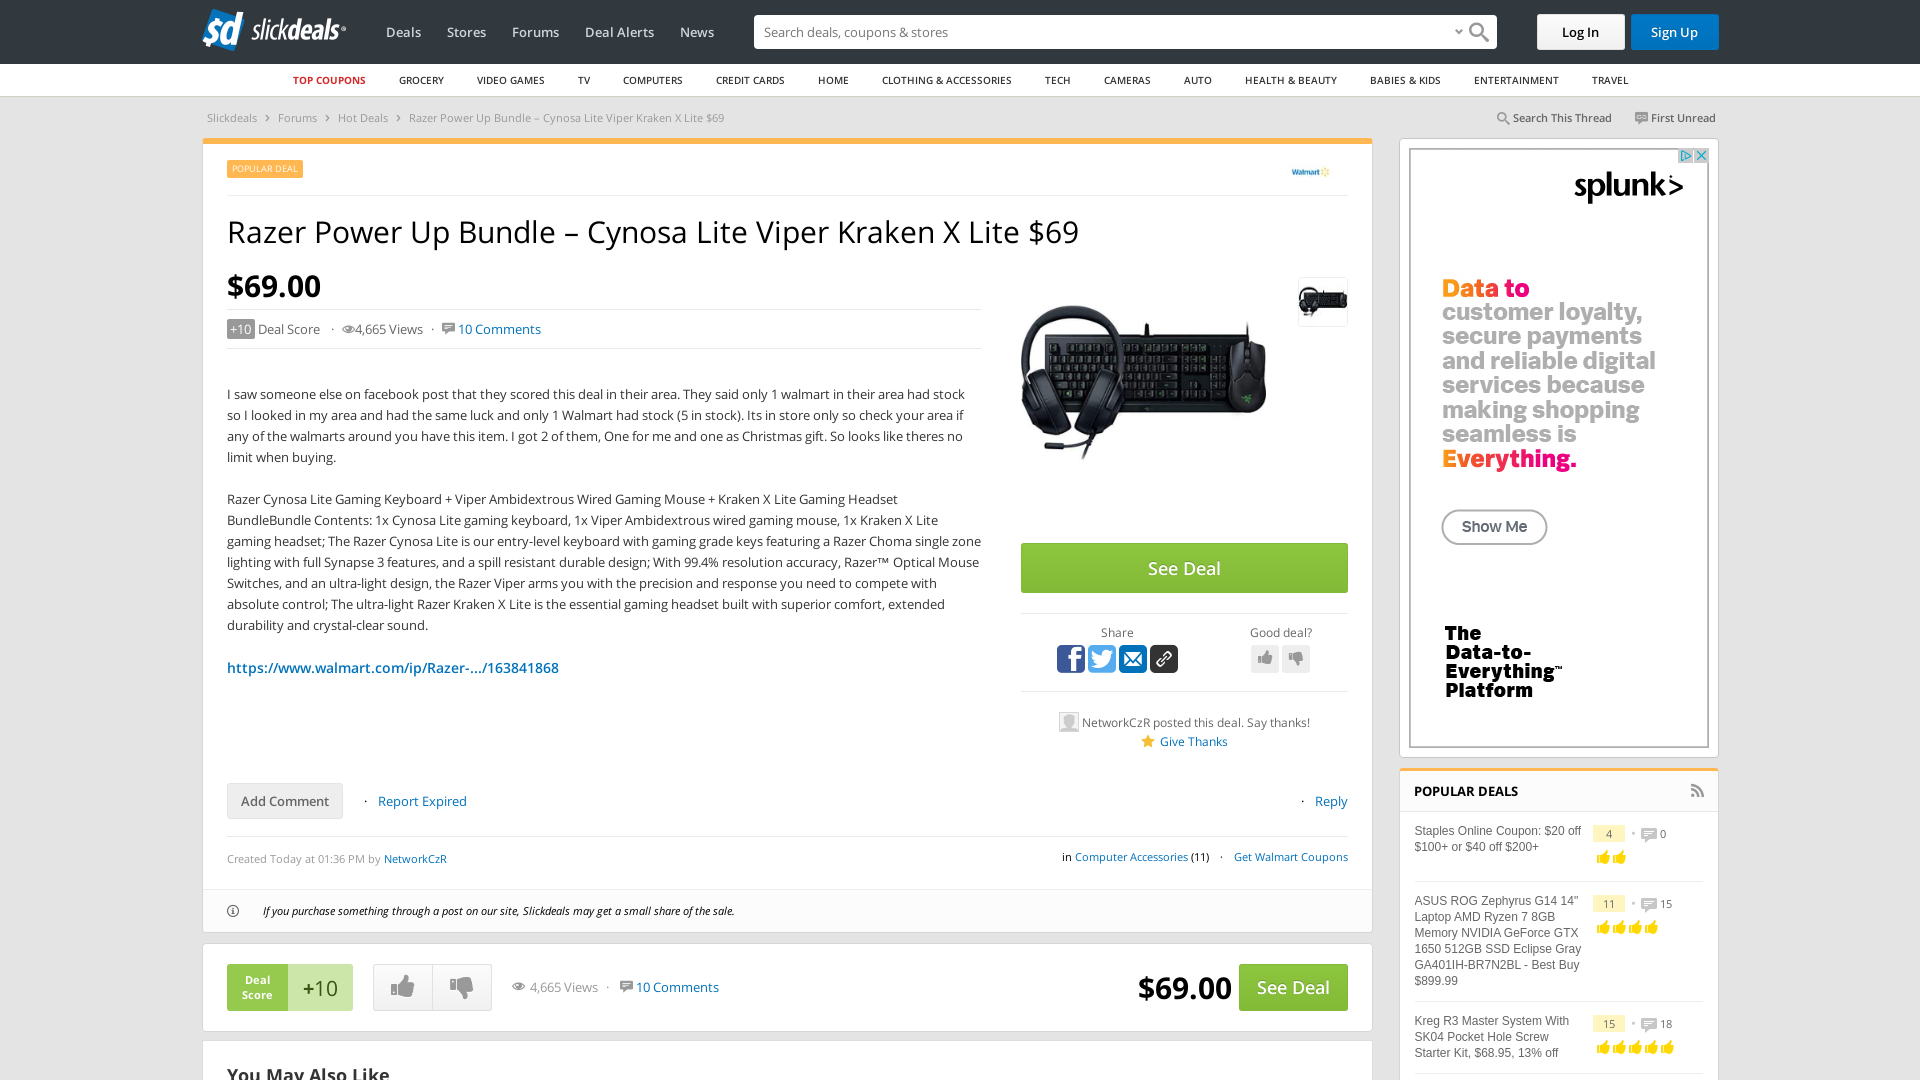 sd slickdeals
Deals Stores Forums Deal Alerts News
Search deals, coupons & stores
Log In Sign Up
TOP COUPONS GROCERY VIDEO GAMES TV COMPUTERS CREDIT CARDS HOME CLOTHING & ACCESSORIES TECH CAMERAS AUTO HEALTH & BEAUTY BABIES & KIDS ENTERTAINMENT TRAVEL
Slickdeals > Forums > Hot Deals > Razer Power Up Bundle – Cynosa Lite Viper Kraken X Lite $69
Search This Thread First Unread
POPULAR DEAL
Walmart
Razer Power Up Bundle – Cynosa Lite Viper Kraken X Lite $69
$69.00
+10 Deal Score · 4,665 Views · 10 Comments
I saw someone else on facebook post that they scored this deal in their area. They said only 1 walmart in their area had stock
so I looked in my area and had the same luck and only 1 Walmart had stock (5 in stock). Its in store only so check your area if
any of the walmarts around you have this item. I got 2 of them, One for me and one as Christmas gift. So looks like theres no
limit when buying.
Razer Cynosa Lite Gaming Keyboard + Viper Ambidextrous Wired Gaming Mouse + Kraken X Lite Gaming Headset
BundleBundle Contents: 1x Cynosa Lite gaming keyboard, 1x Viper Ambidextrous wired gaming mouse, 1x Kraken X Lite
gaming headset; The Razer Cynosa Lite is our entry-level keyboard with gaming grade keys featuring a Razer Choma single zone
lighting with full Synapse 3 features, and a spill resistant durable design; With 99.4% resolution accuracy, Razer™ Optical Mouse
Switches, and an ultra-light design, the Razer Viper arms you with the precision and response you need to compete with
absolute control; The ultra-light Razer Kraken X Lite is the essential gaming headset built with superior comfort, extended
durability and crystal-clear sound.
https://www.walmart.com/ip/Razer-.../163841868
See Deal
Share
Good deal?
NetworkCzR posted this deal. Say thanks!
Give Thanks
Add Comment · Report Expired
· Reply
Created Today at 01:36 PM by NetworkCzR
in Computer Accessories (11) · Get Walmart Coupons
If you purchase something through a post on our site, Slickdeals may get a small share of the sale.
Deal
Score
+10
4,665 Views · 10 Comments
$69.00
See Deal
You May Also Like
splunk>
Data to
customer loyalty,
secure payments
and reliable digital
services because
making shopping
seamless is
Everything.
Show Me
The
Data-to-
Everything™
Platform
POPULAR DEALS
Staples Online Coupon: $20 off
$100+ or $40 off $200+
4 · 0
ASUS ROG Zephyrus G14 14"
Laptop AMD Ryzen 7 8GB
Memory NVIDIA GeForce GTX
1650 512GB SSD Eclipse Gray
GA401IH-BR7N2BL - Best Buy
$899.99
11 · 15
Kreg R3 Master System With
SK04 Pocket Hole Screw
Starter Kit, $68.95, 13% off
15 · 18